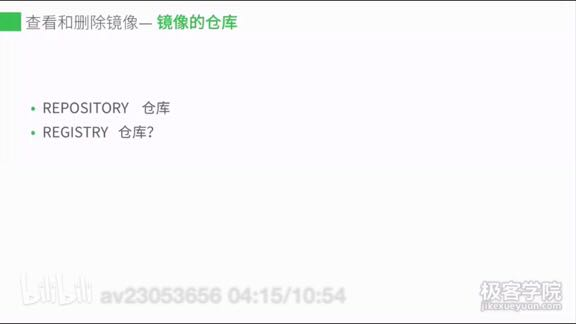 查看和删除镜像— 镜像的仓库
• REPOSITORY 仓库
• REGISTRY 仓库？
bilibili av23053656 04:15/10:54
极客学院
jikexueyuan.com